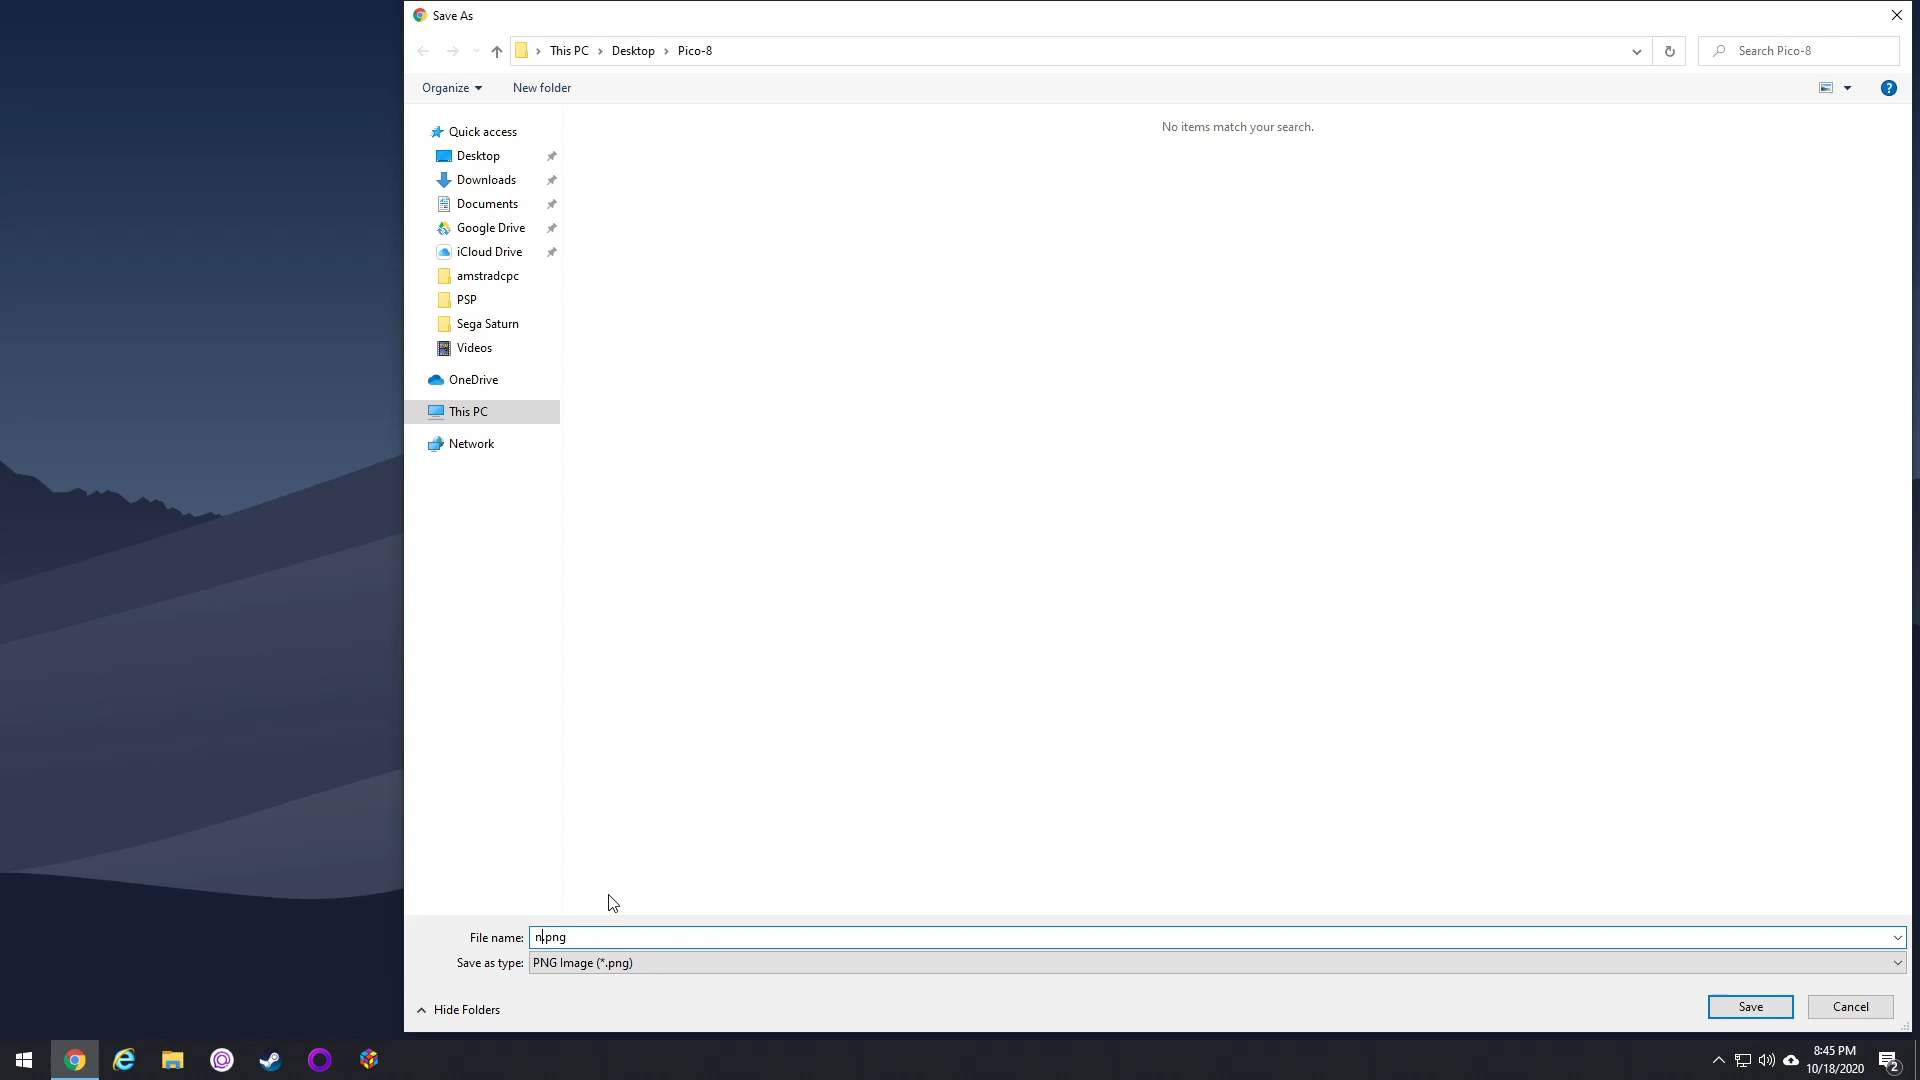 Save As
This PC > Desktop > Pico-8
Search Pico-8
Organize
New folder
No items match your search.
Quick access
Desktop
Downloads
Documents
Google Drive
iCloud Drive
amstradcpc
PSP
Sega Saturn
Videos
OneDrive
This PC
Network
File name: n.png
Save as type: PNG Image (*.png)
Hide Folders
Save
Cancel
8:45 PM
10/18/2020
2